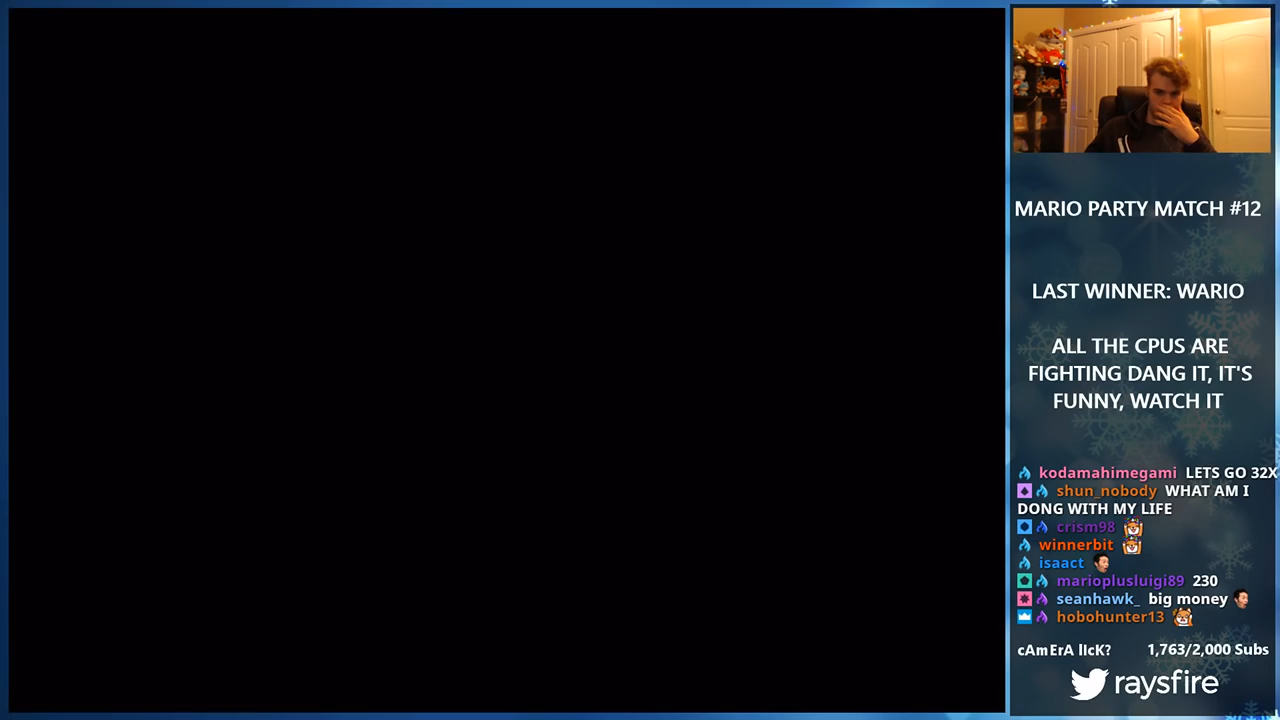 MARIO PARTY MATCH #12
LAST WINNER: WARIO
ALL THE CPUS ARE
FIGHTING DANG IT, IT'S
FUNNY, WATCH IT
kodamahimegami LETS GO 32X
shun_nobody WHAT AM I
DONG WITH MY LIFE
crism98
winnerbit
isaact
marioplusluigi89 230
seanhawk_ big money
hobohunter13
cAmErA lIcK? 1,763/2,000 Subs
raysfire